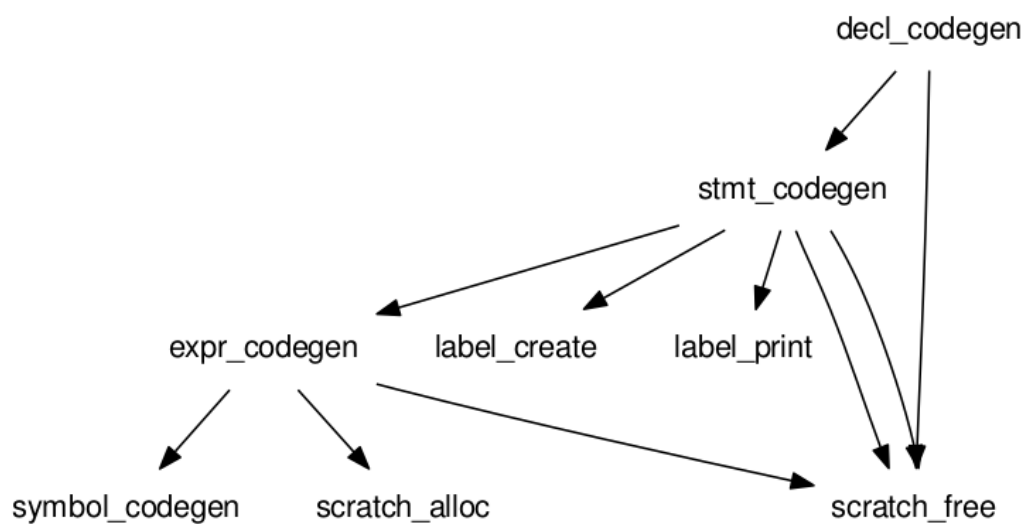 decl_codegen
stmt_codegen
expr_codegen
label_create
label_print
symbol_codegen
scratch_alloc
scratch_free